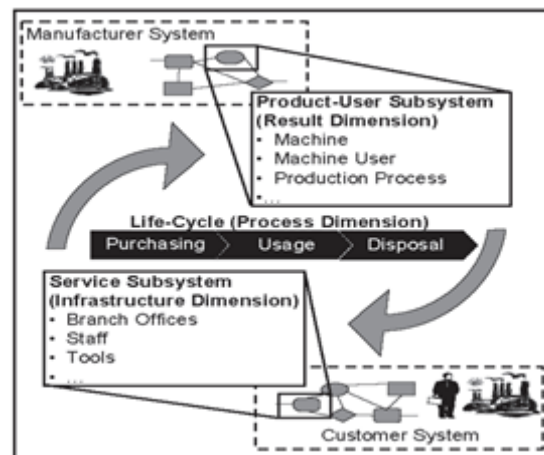 Manufacturer System
Product-User Subsystem
(Result Dimension)
• Machine
• Machine User
• Production Process
• ...
Life-Cycle (Process Dimension)
Purchasing
Usage
Disposal
Service Subsystem
(Infrastructure Dimension)
• Branch Offices
• Staff
• Tools
• ...
Customer System